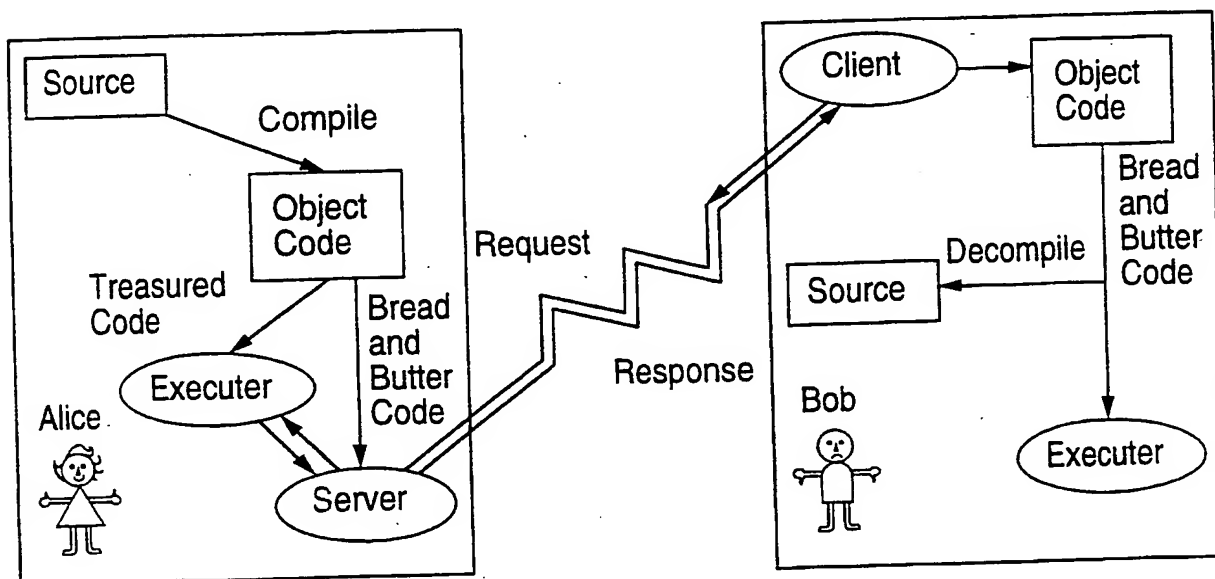 Source
Compile
Object
Code
Treasured
Code
Bread
and
Butter
Code
Executer
Alice
Server
Request
Response
Client
Object
Code
Bread
and
Butter
Code
Decompile
Source
Bob
Executer